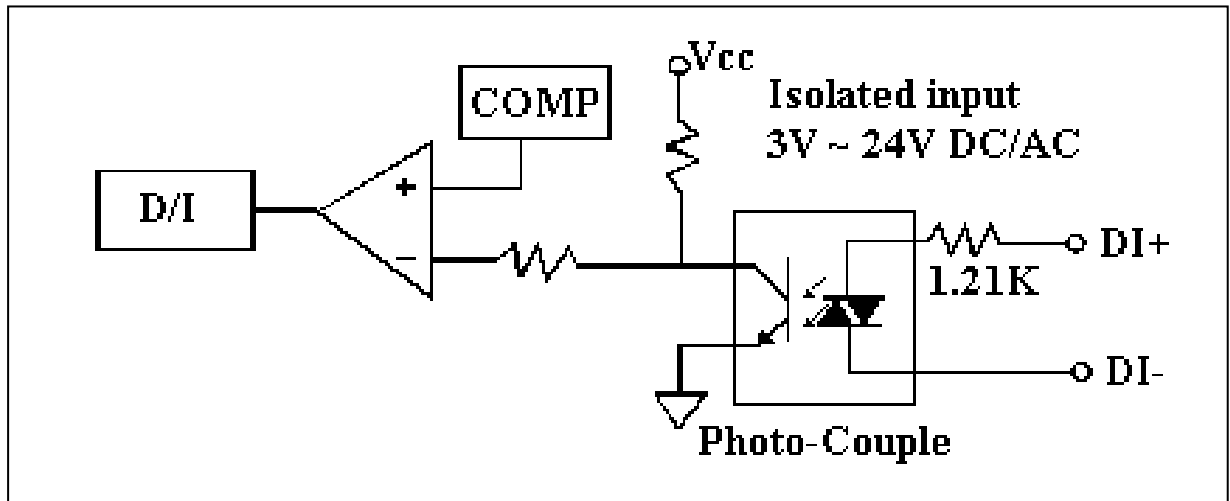 Vcc
COMP
Isolated input
3V ~ 24V DC/AC
D/I
+
−
DI+
1.21K
DI-
Photo-Couple